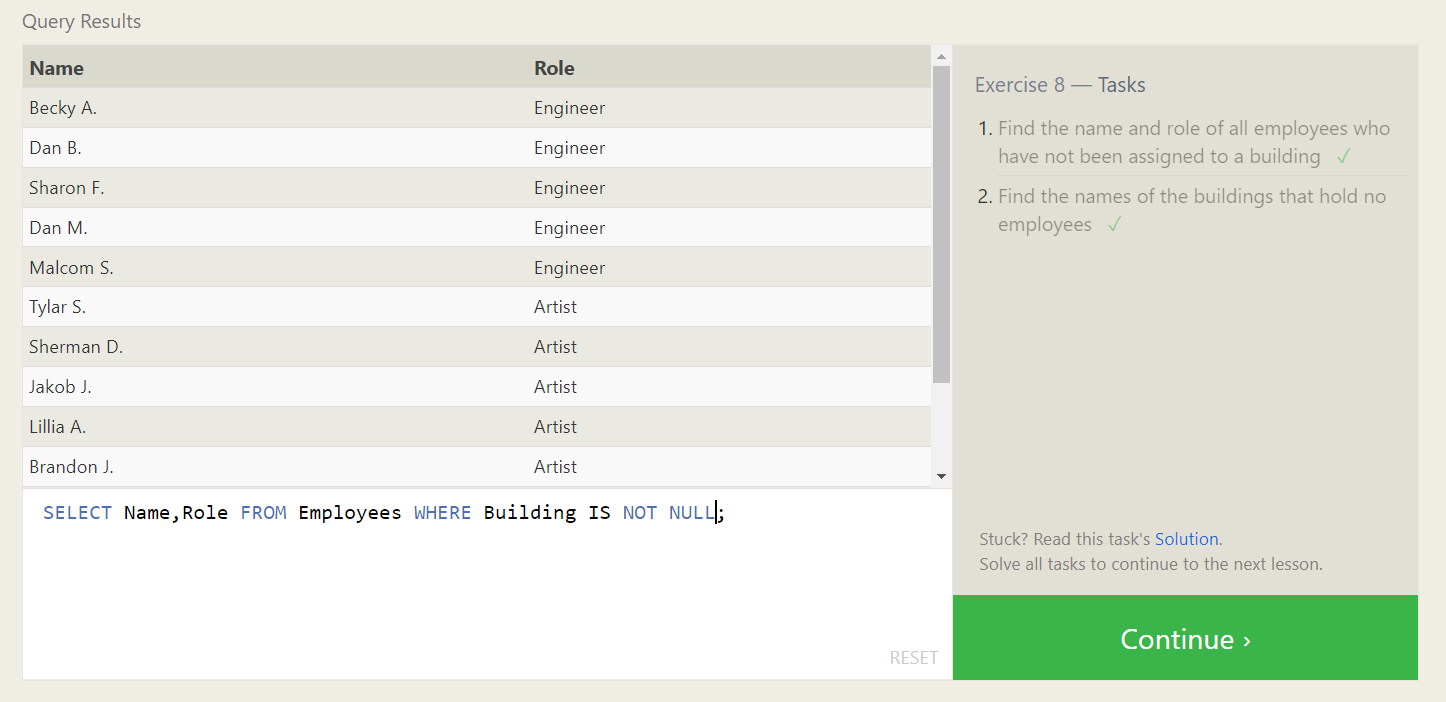 Query Results
Name Role
Becky A. Engineer
Dan B. Engineer
Sharon F. Engineer
Dan M. Engineer
Malcom S. Engineer
Tylar S. Artist
Sherman D. Artist
Jakob J. Artist
Lillia A. Artist
Brandon J. Artist
SELECT Name,Role FROM Employees WHERE Building IS NOT NULL;
RESET
Exercise 8 — Tasks
1. Find the name and role of all employees who
have not been assigned to a building ✓
2. Find the names of the buildings that hold no
employees ✓
Stuck? Read this task's Solution.
Solve all tasks to continue to the next lesson.
Continue ›